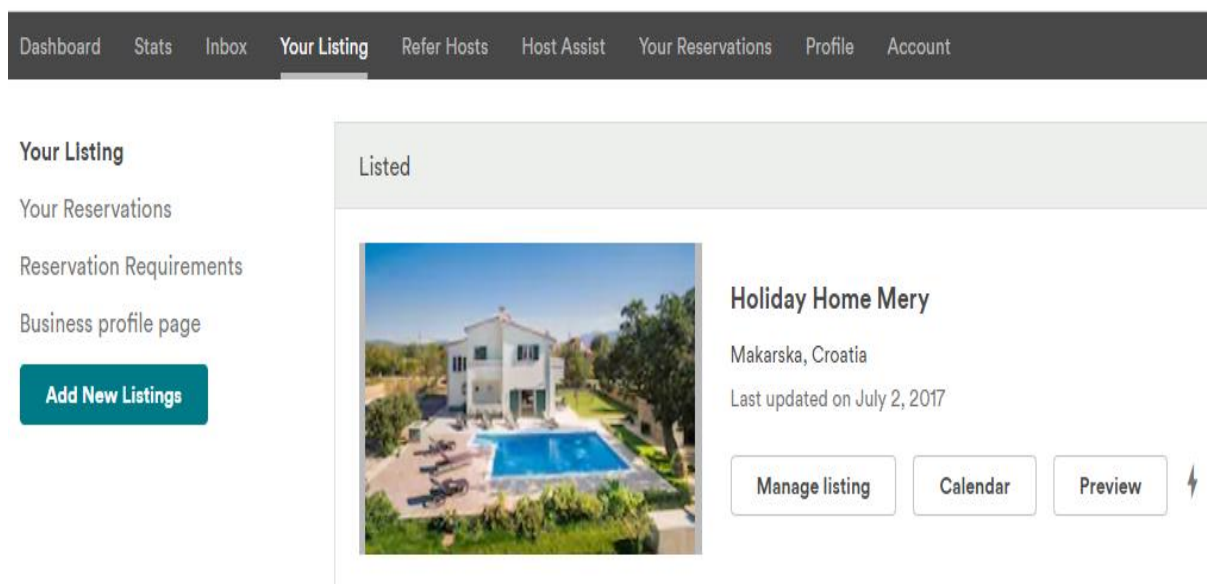 Dashboard Stats Inbox Your Listing Refer Hosts Host Assist Your Reservations Profile Account
Your Listing
Your Reservations
Reservation Requirements
Business profile page
Add New Listings
Listed
Holiday Home Mery
Makarska, Croatia
Last updated on July 2, 2017
Manage listing Calendar Preview